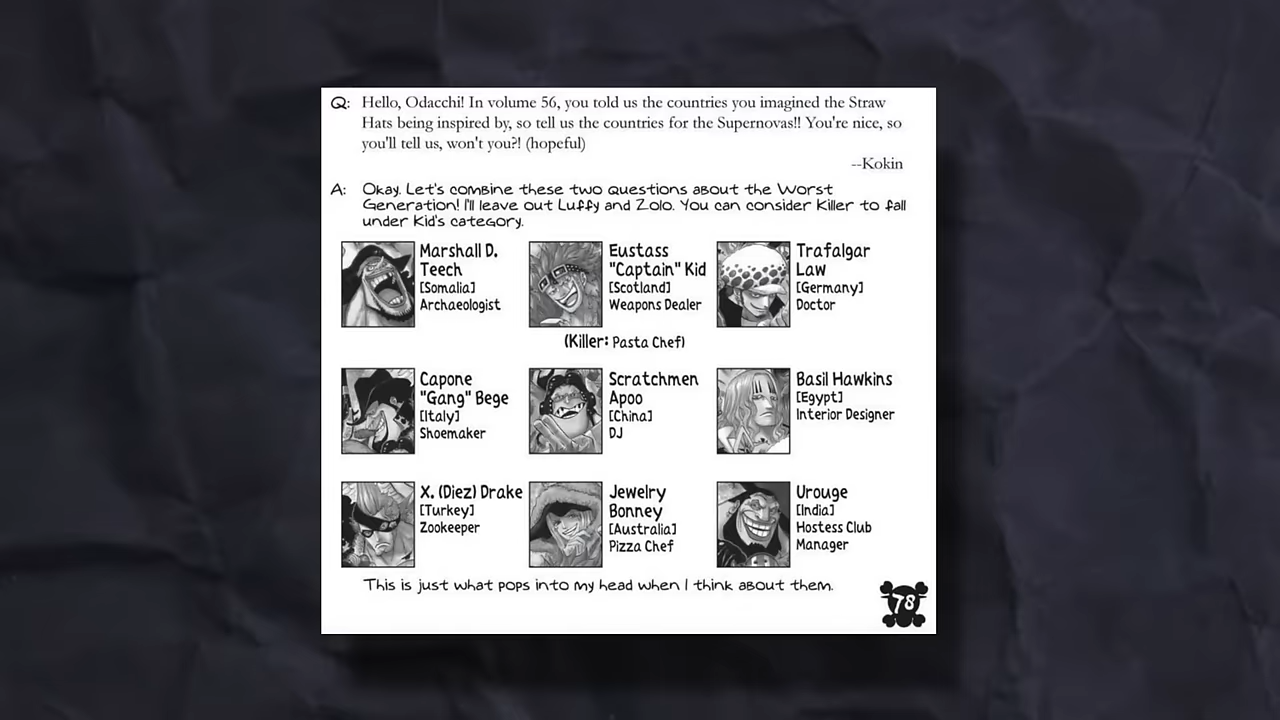 Q: Hello, Odacchi! In volume 56, you told us the countries you imagined the Straw
Hats being inspired by, so tell us the countries for the Supernovas!! You're nice, so
you'll tell us, won't you?! (hopeful)
--Kokin
A: Okay. Let's combine these two questions about the Worst
Generation! I'll leave out Luffy and Zolo. You can consider Killer to fall
under Kid's category.
Marshall D.
Teech
[Somalia]
Archaeologist
Eustass
"Captain" Kid
[Scotland]
Weapons Dealer
Trafalgar
Law
[Germany]
Doctor
(Killer: Pasta Chef)
Capone
"Gang" Bege
[Italy]
Shoemaker
Scratchmen
Apoo
[China]
DJ
Basil Hawkins
[Egypt]
Interior Designer
X. (Diez) Drake
[Turkey]
Zookeeper
Jewelry
Bonney
[Australia]
Pizza Chef
Urouge
[India]
Hostess Club
Manager
This is just what pops into my head when I think about them.
78